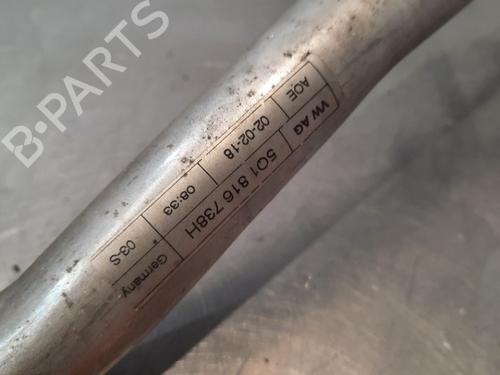 B-PARTS
VW AG
AOE
5Q1 816 738H
02-02-18
08:33
03-S
Germany